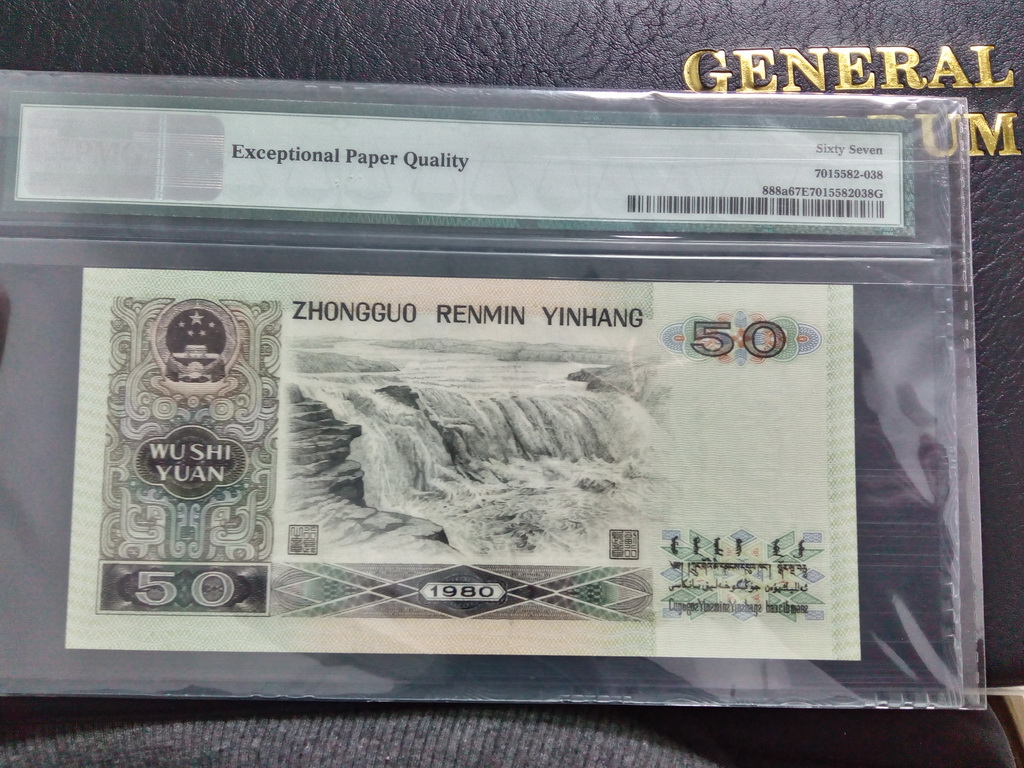 GENERAL
UM
Exceptional Paper Quality
Sixty Seven
7015582-038
888a67E7015582038G
ZHONGGUO RENMIN YINHANG
50
WU SHI
YUAN
50
1980